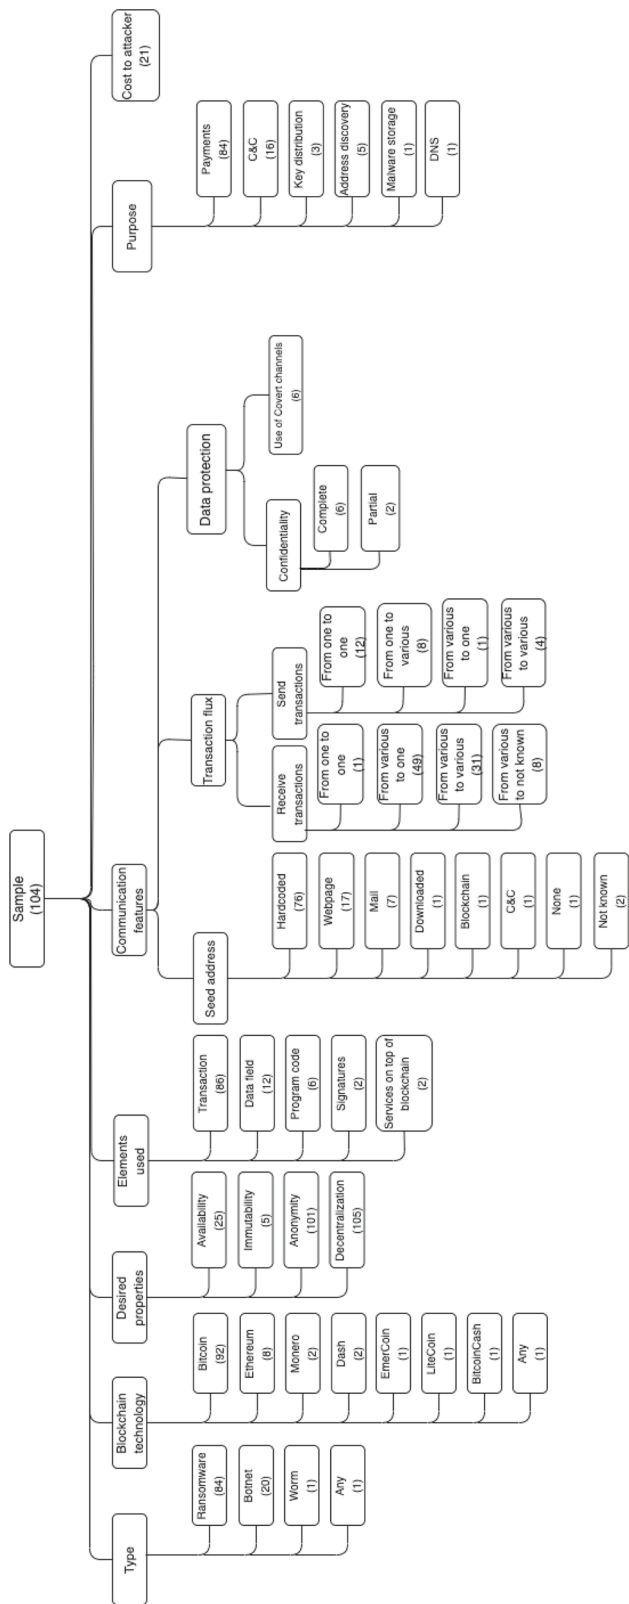 Sample
(104)
Type
Ransomware
(84)
Botnet
(20)
Worm
(1)
Any
(1)
Blockchain
technology
Bitcoin
(92)
Ethereum
(8)
Monero
(2)
Dash
(2)
EmerCoin
(1)
LiteCoin
(1)
BitcoinCash
(1)
Any
(1)
Desired
properties
Availability
(25)
Immutability
(5)
Anonymity
(101)
Decentralization
(105)
Elements
used
Transaction
(86)
Data field
(12)
Program code
(6)
Signatures
(2)
Services on top of
blockchain
(2)
Communication
features
Seed address
Hardcoded
(76)
Webpage
(17)
Mail
(7)
Downloaded
(1)
Blockchain
(1)
C&C
(1)
None
(1)
Not known
(2)
Transaction flux
Receive
transactions
From one to
one
(1)
From various
to one
(49)
From various
to various
(31)
From various
to not known
(8)
Send
transactions
From one to
one
(12)
From one to
various
(8)
From various
to one
(1)
From various
to various
(4)
Data protection
Confidentiality
Complete
(6)
Partial
(2)
Use of Covert channels
(6)
Purpose
Payments
(84)
C&C
(16)
Key distribution
(3)
Address discovery
(5)
Malware storage
(1)
DNS
(1)
Cost to attacker
(21)